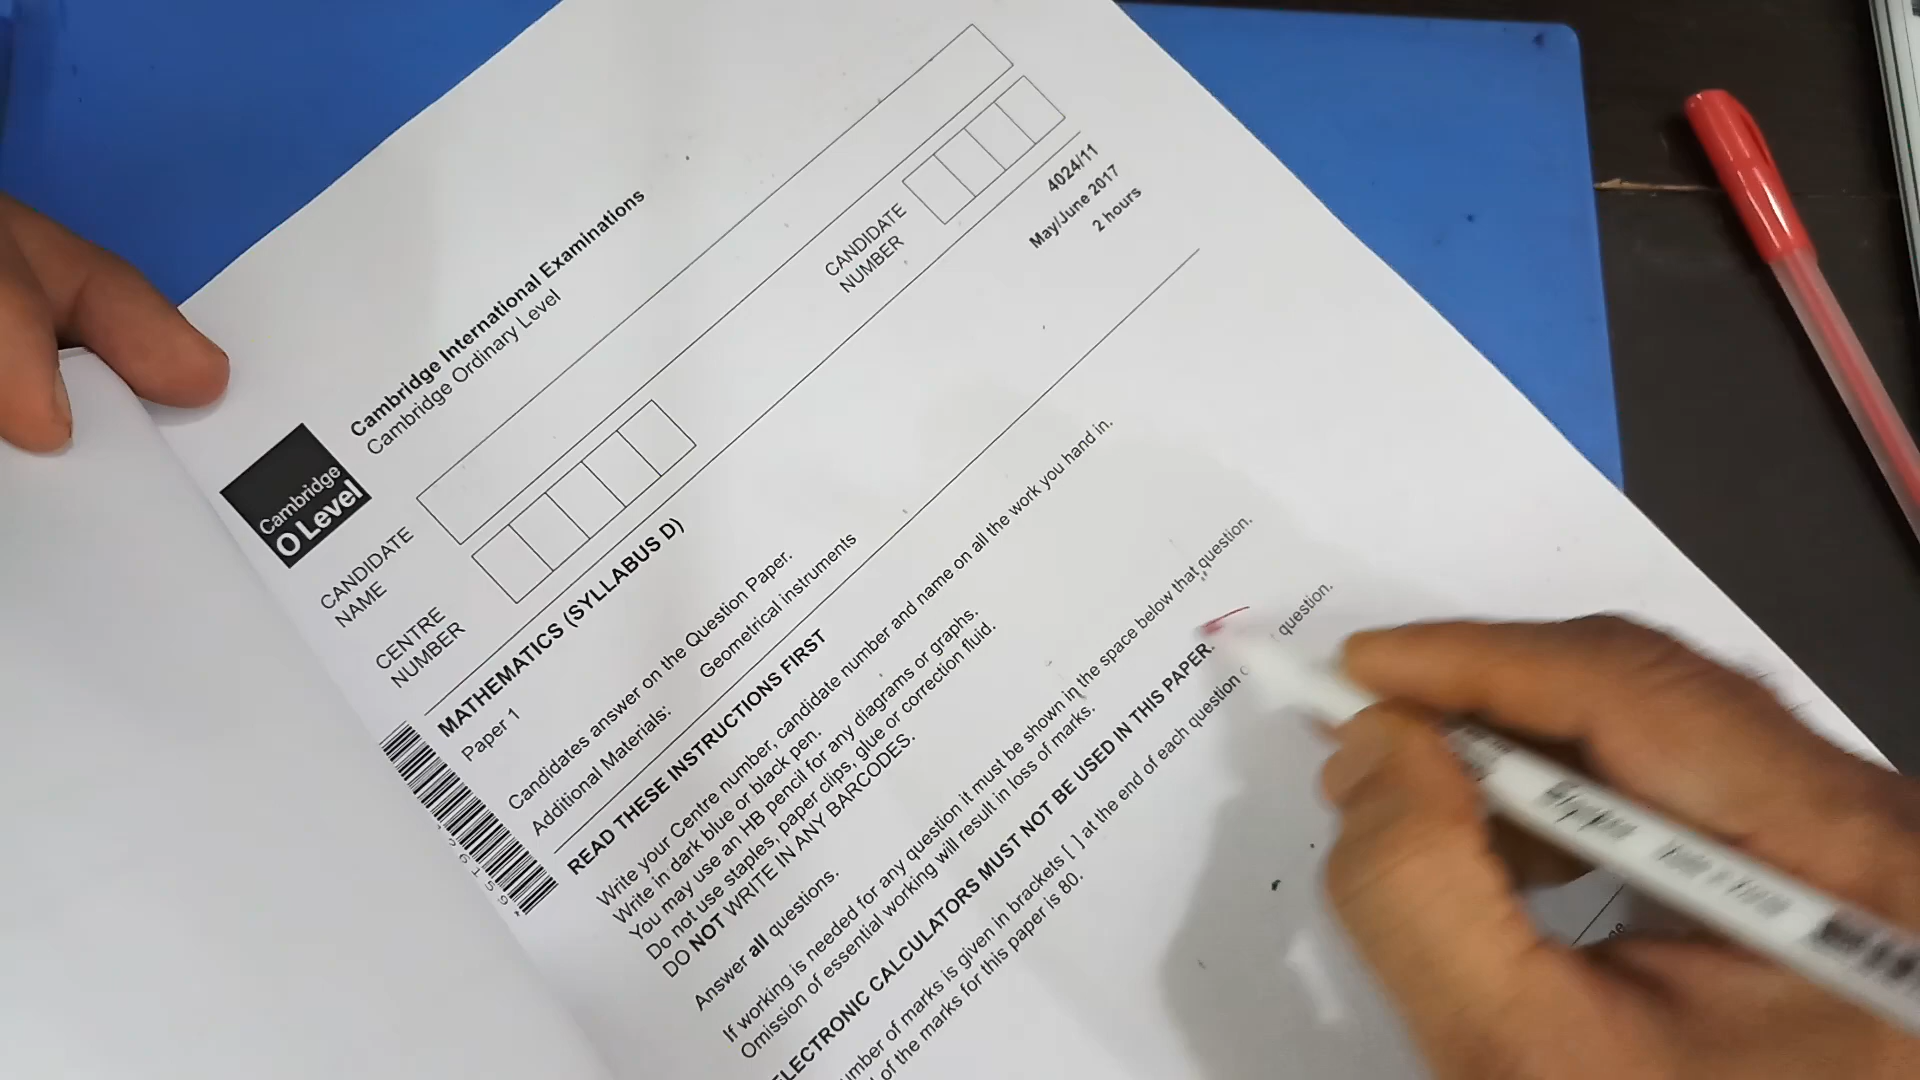 Cambridge International Examinations
Cambridge Ordinary Level
Cambridge
O Level
CANDIDATE
NAME
CENTRE
NUMBER
CANDIDATE
NUMBER
MATHEMATICS (SYLLABUS D)
4024/11
Paper 1
May/June 2017
2 hours
Candidates answer on the Question Paper.
Additional Materials:
Geometrical instruments
READ THESE INSTRUCTIONS FIRST
Write your Centre number, candidate number and name on all the work you hand in.
Write in dark blue or black pen.
You may use an HB pencil for any diagrams or graphs.
Do not use staples, paper clips, glue or correction fluid.
DO NOT WRITE IN ANY BARCODES.
Answer all questions.
If working is needed for any question it must be shown in the space below that question.
Omission of essential working will result in loss of marks.
ELECTRONIC CALCULATORS MUST NOT BE USED IN THIS PAPER.
number of marks is given in brackets [ ] at the end of each question question.
of the marks for this paper is 80.